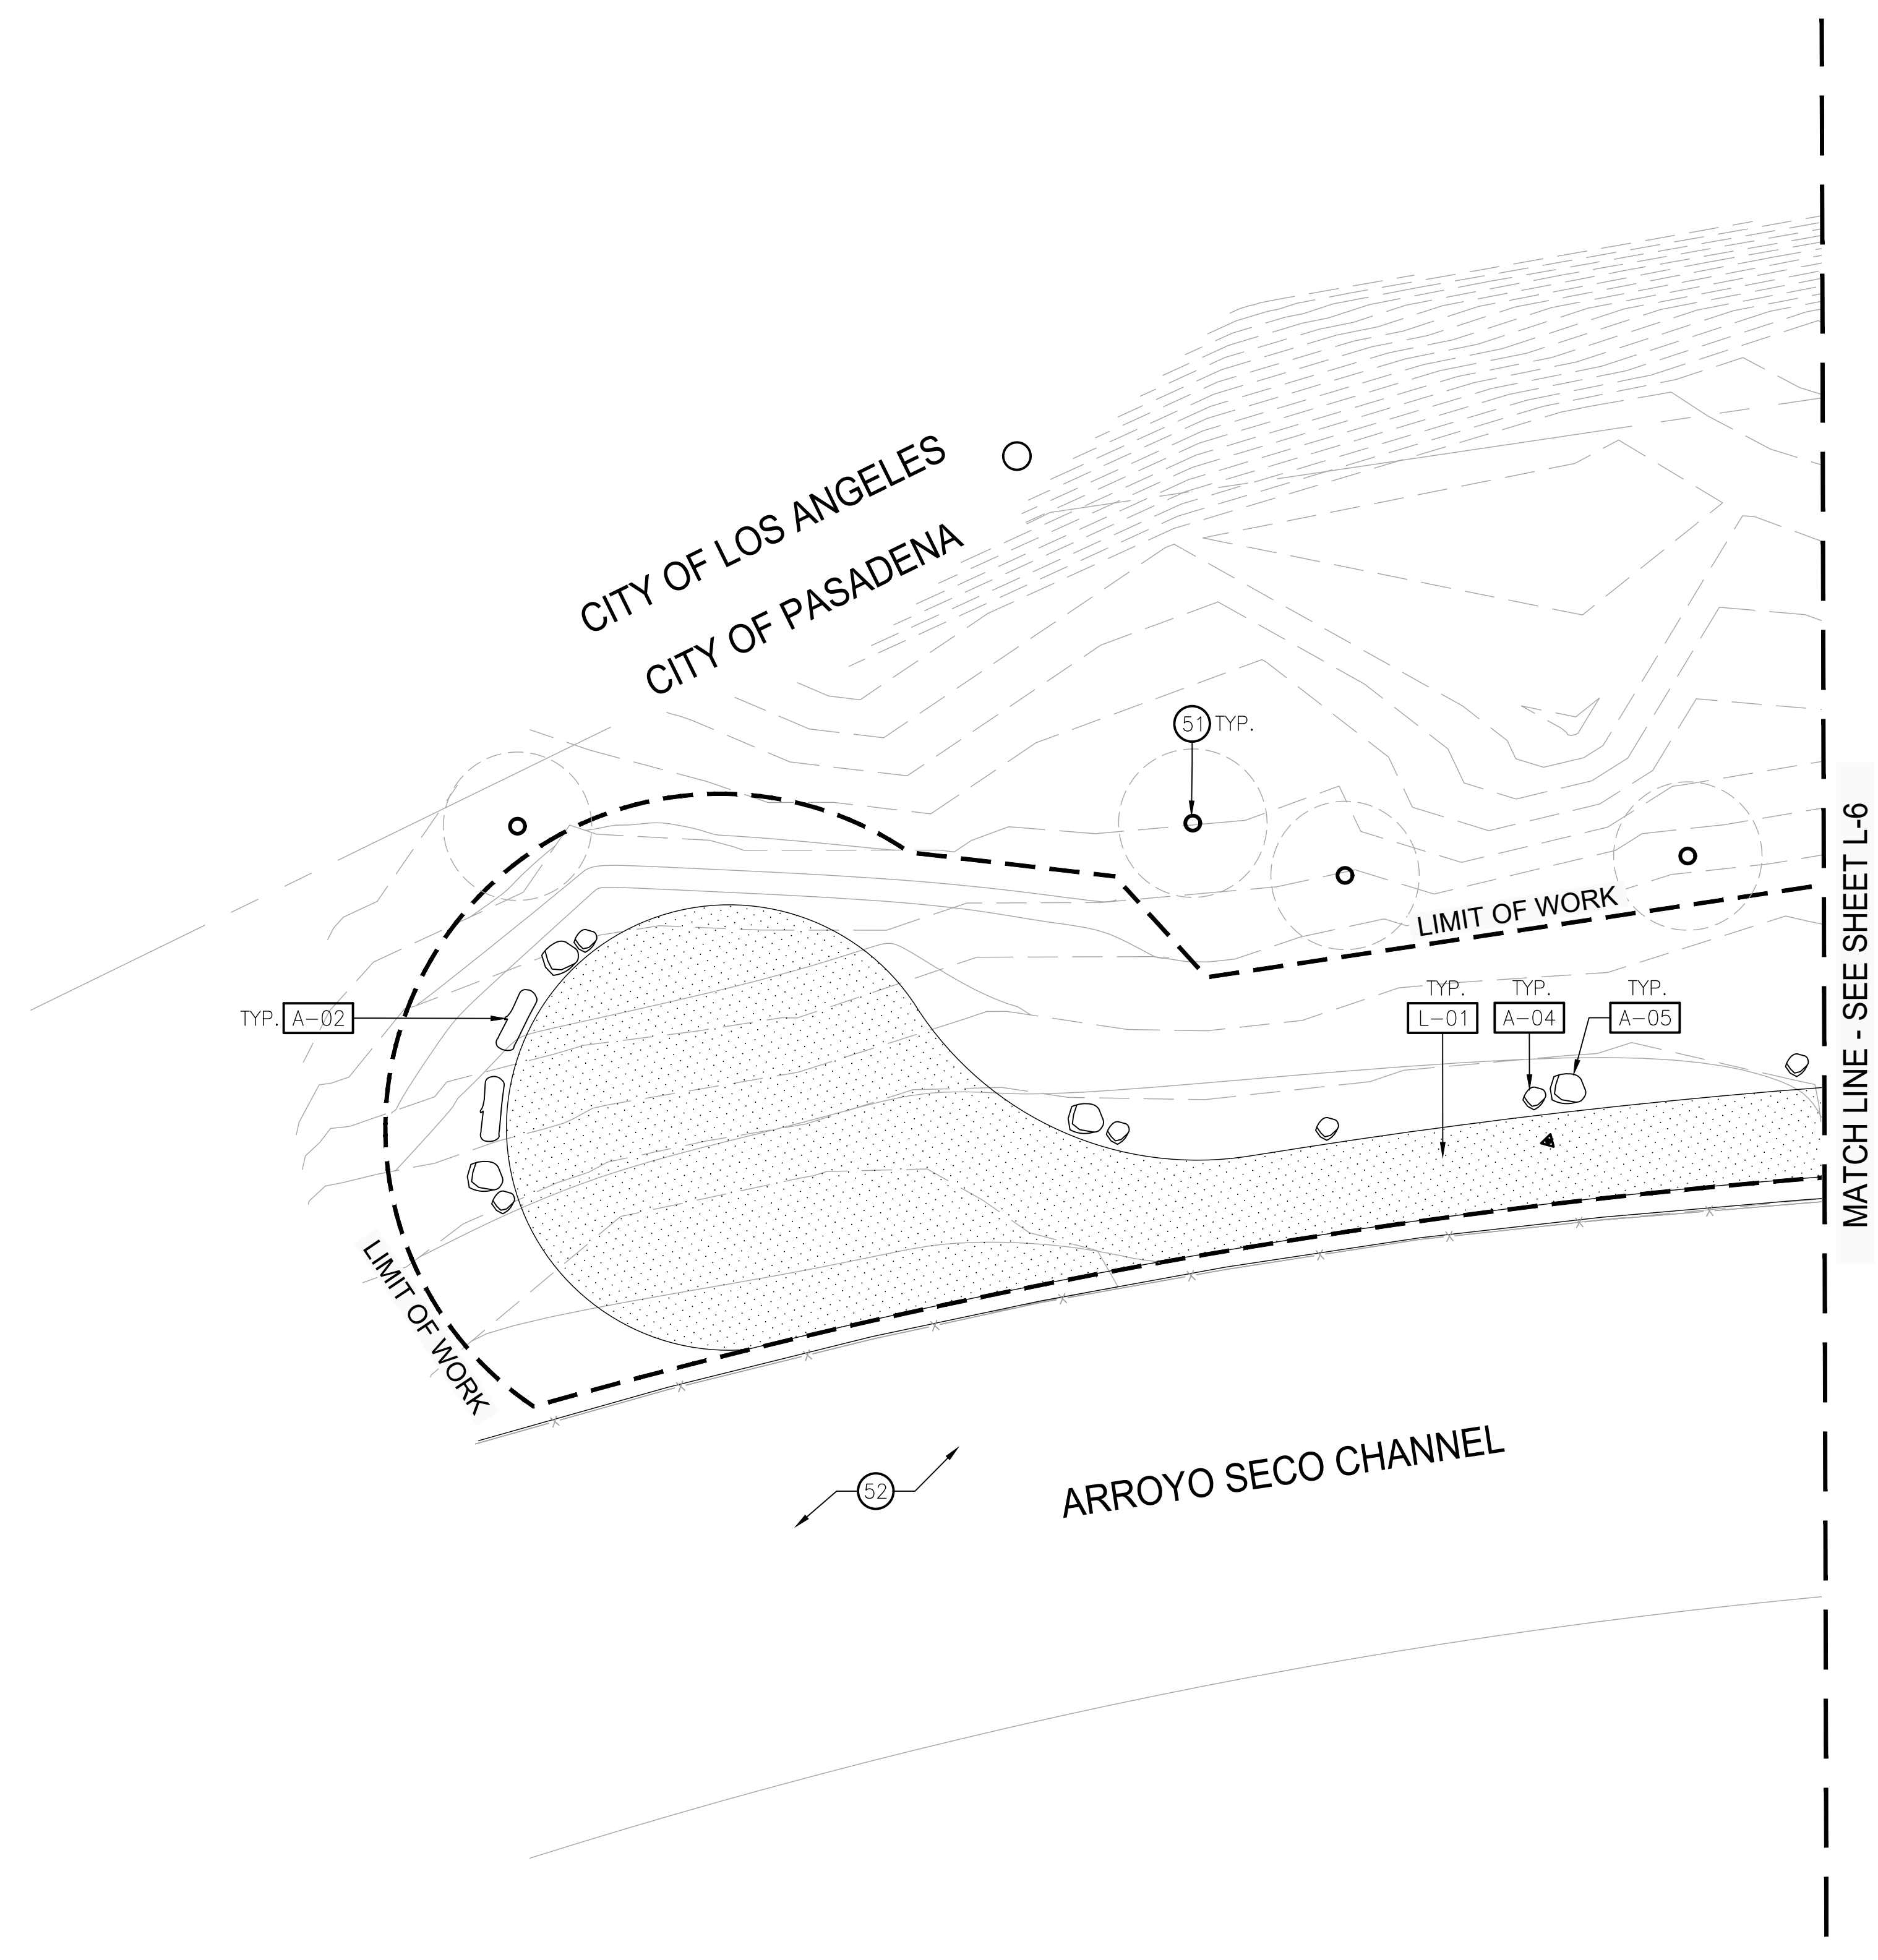 CITY OF LOS ANGELES
CITY OF PASADENA
51 TYP.
LIMIT OF WORK
TYP. A-02
TYP.
L-01
TYP.
A-04
TYP.
A-05
MATCH LINE - SEE SHEET L-6
LIMIT OF WORK
52
ARROYO SECO CHANNEL